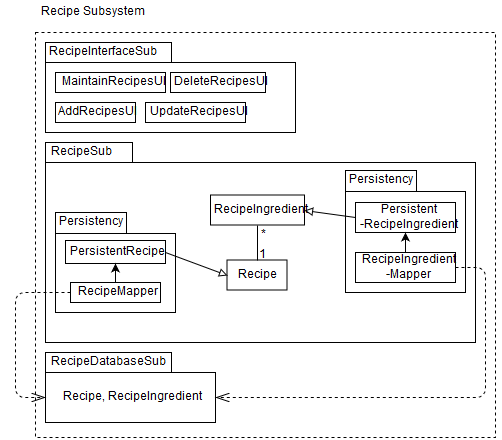 Recipe Subsystem
RecipeInterfaceSub
MaintainRecipesUI
DeleteRecipesUI
AddRecipesUI
UpdateRecipesUI
RecipeSub
Persistency
Persistent
-RecipeIngredient
RecipeIngredient
-Mapper
RecipeIngredient
*
1
Recipe
Persistency
PersistentRecipe
RecipeMapper
RecipeDatabaseSub
Recipe, RecipeIngredient